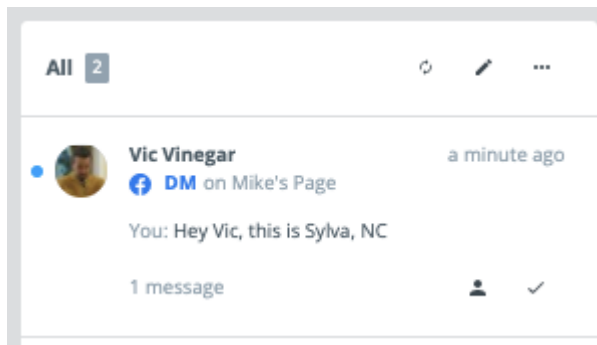 All 2
Vic Vinegar a minute ago
DM on Mike's Page
You: Hey Vic, this is Sylva, NC
1 message